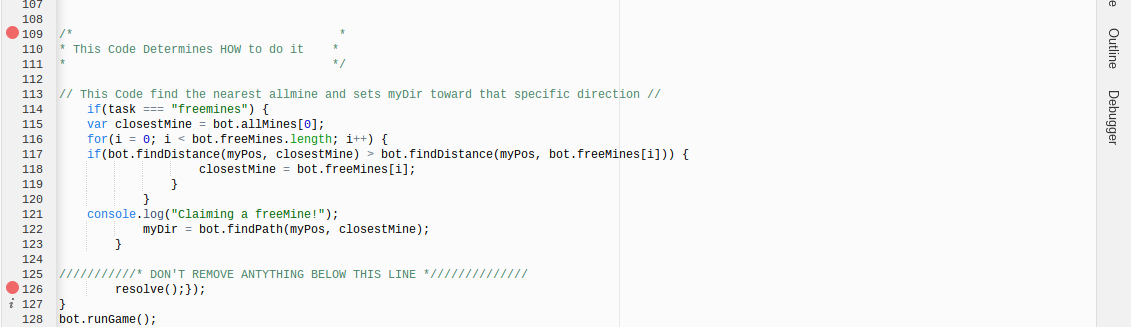 107
108
109 /* *
110 * This Code Determines HOW to do it *
111 * */
112
113 // This Code find the nearest allmine and sets myDir toward that specific direction //
114 if(task === "freemines") {
115 var closestMine = bot.allMines[0];
116 for(i = 0; i < bot.freeMines.length; i++) {
117 if(bot.findDistance(myPos, closestMine) > bot.findDistance(myPos, bot.freeMines[i])) {
118 closestMine = bot.freeMines[i];
119 }
120 }
121 console.log("Claiming a freeMine!");
122 myDir = bot.findPath(myPos, closestMine);
123 }
124
125 ///////////* DON'T REMOVE ANTYTHING BELOW THIS LINE *//////////////
126 resolve();});
i 127 }
128 bot.runGame();
e
Outline
Debugger